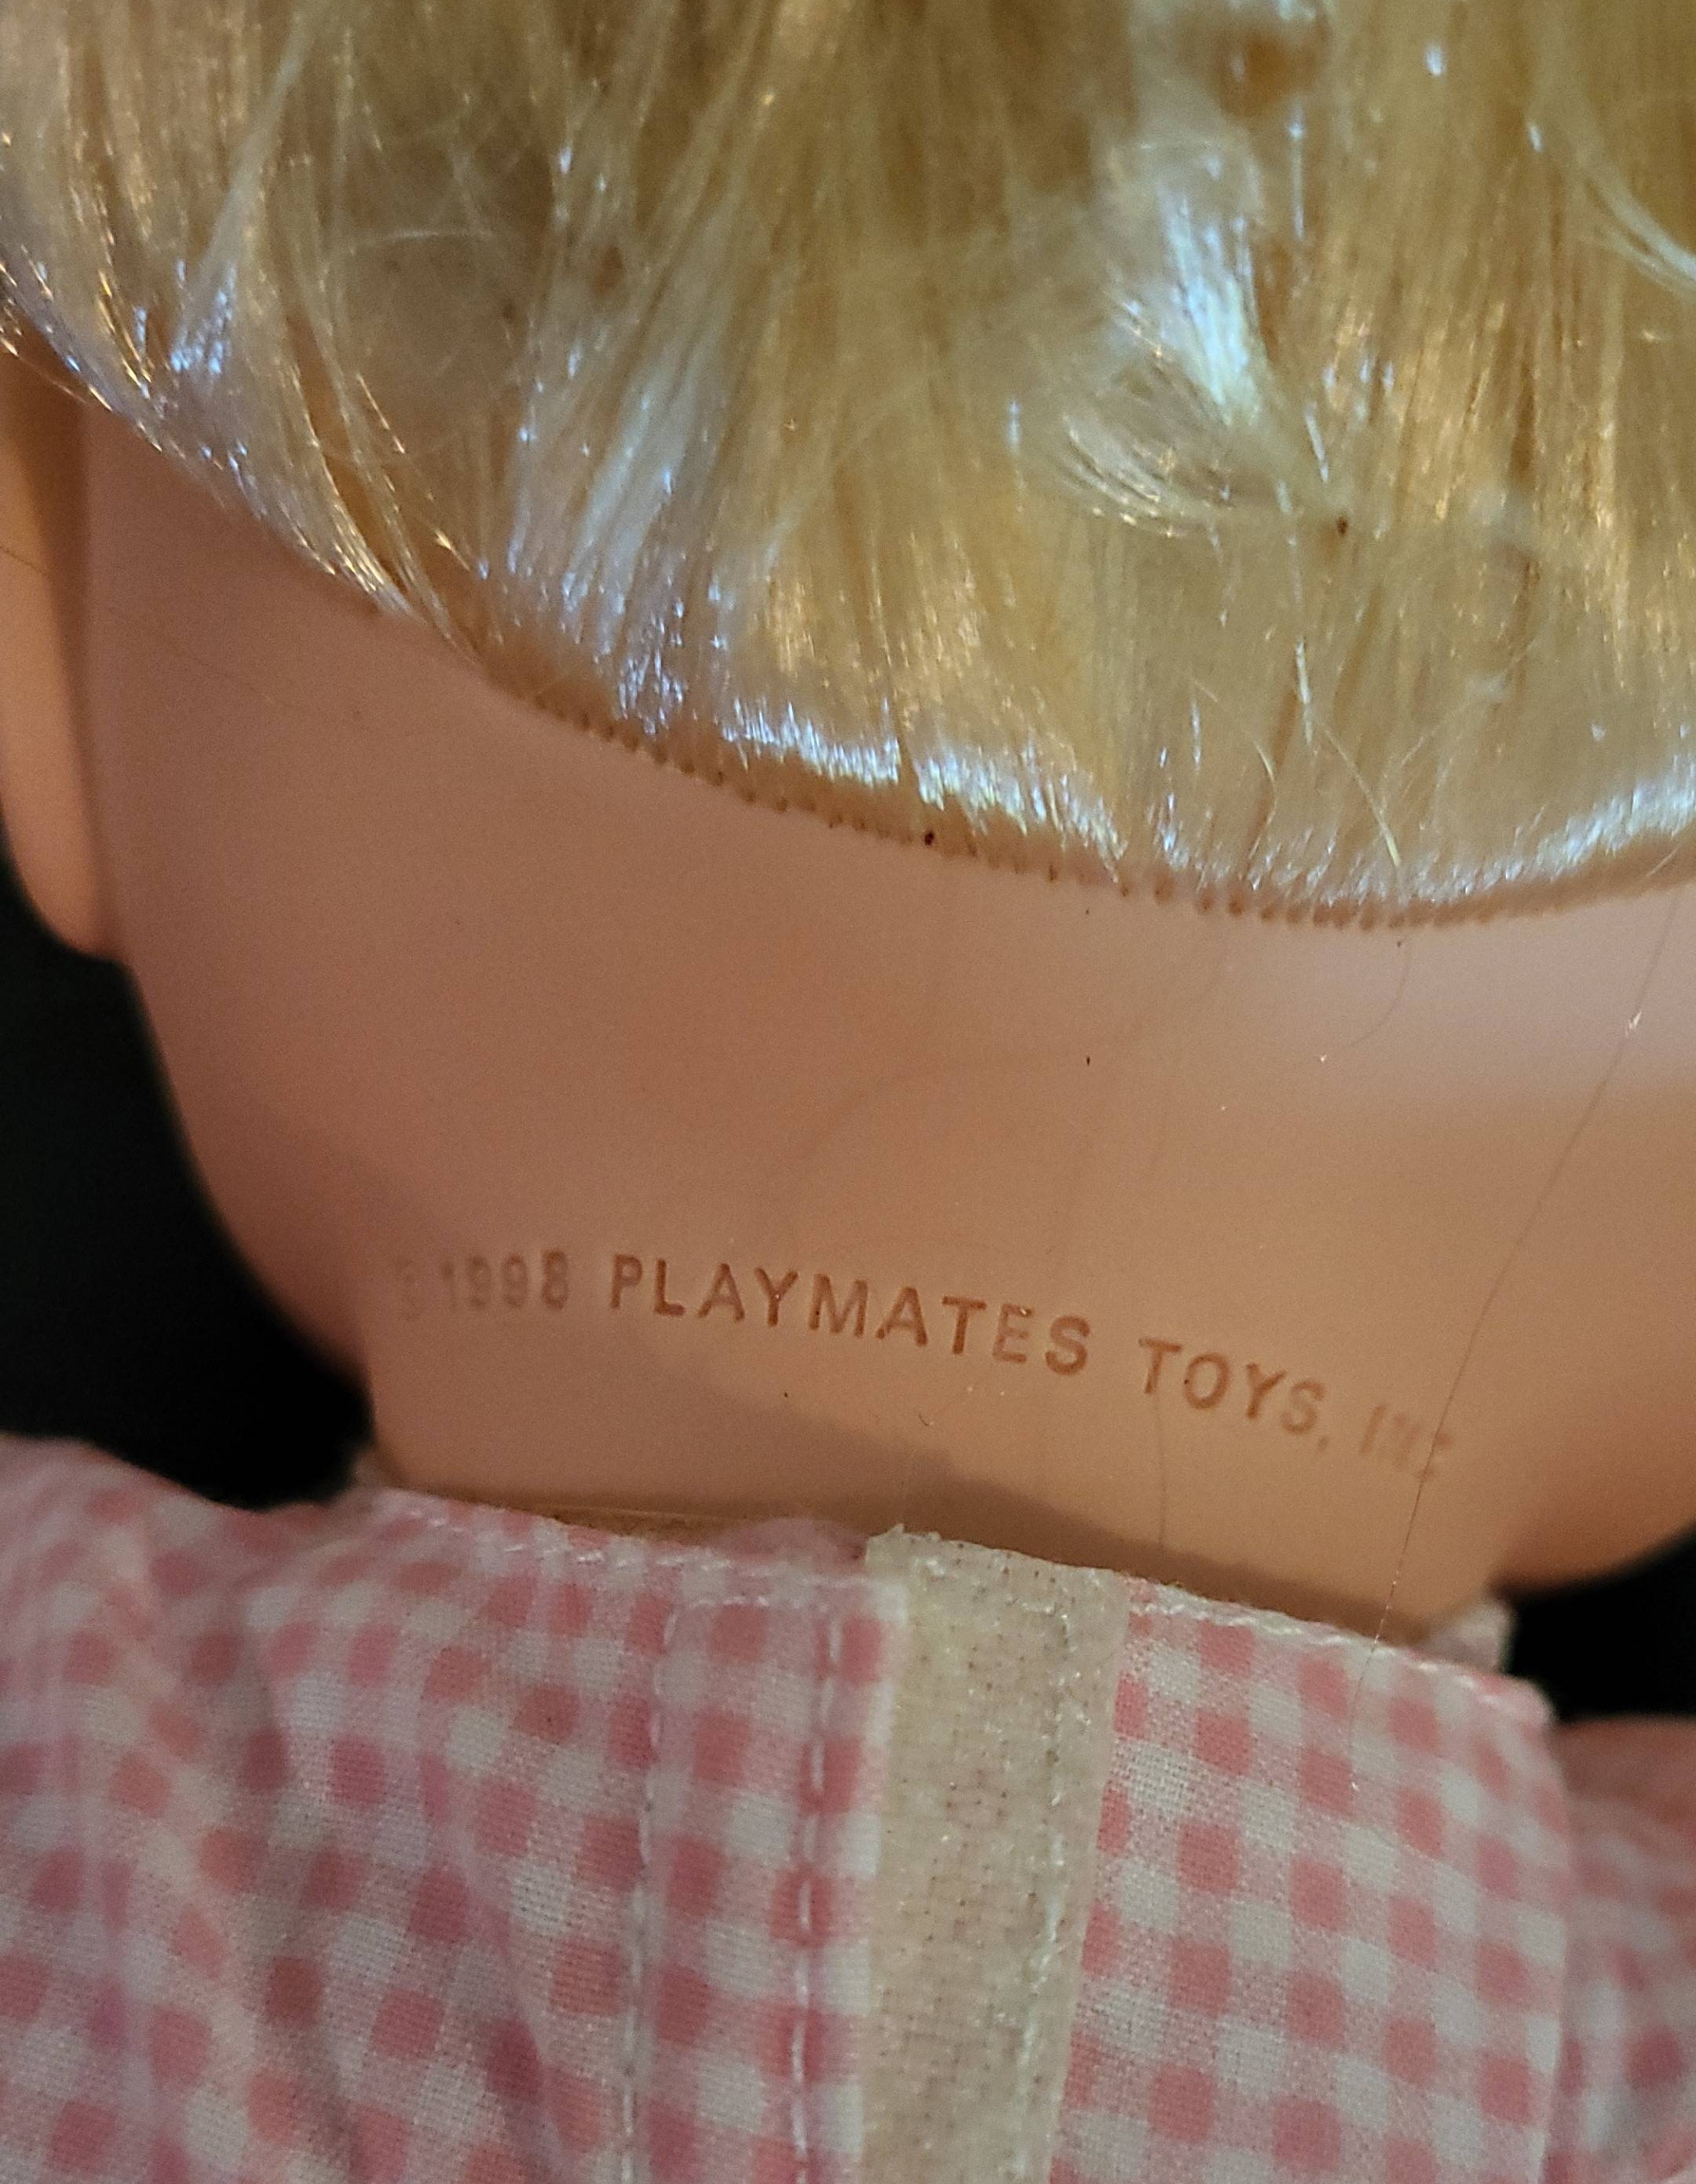 © 1998 PLAYMATES TOYS, INC